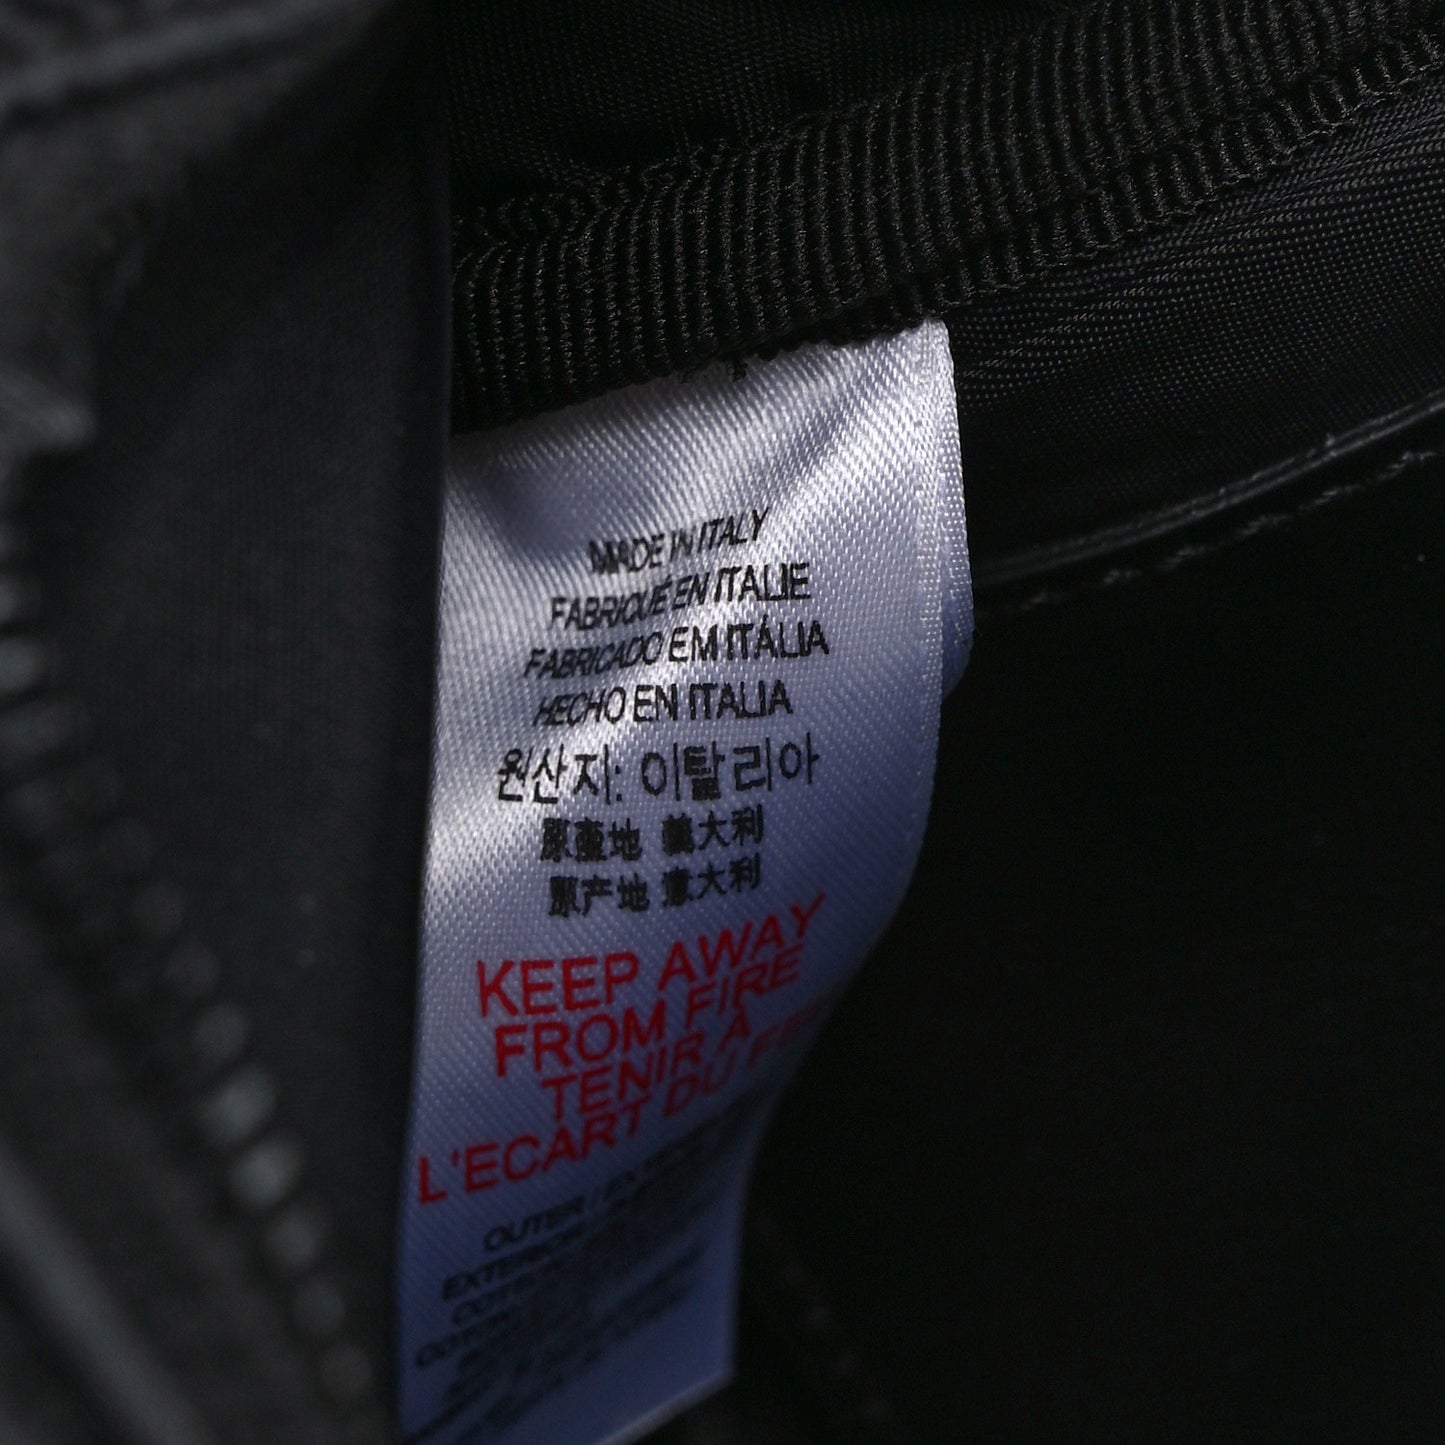 MADE IN ITALY
FABRIQUÉ EN ITALIE
FABRICADO EM ITÁLIA
HECHO EN ITALIA
원산지: 이탈리아
原產地 義大利
原产地 意大利
KEEP AWAY
FROM FIRE
TENIR À
L'ECART DU FEU
OUTER /
EXTERIOR